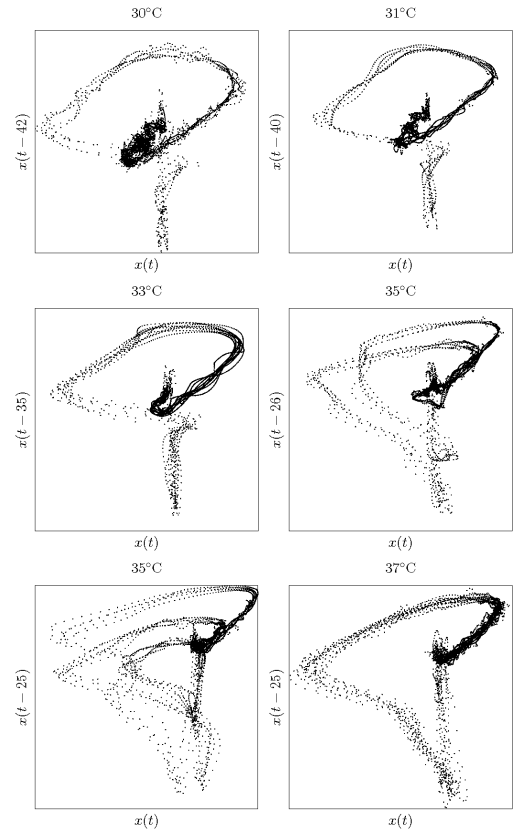 30°C
31°C
x(t − 42)
x(t − 40)
x(t)
x(t)
33°C
35°C
x(t − 35)
x(t − 26)
x(t)
x(t)
35°C
37°C
x(t − 25)
x(t − 25)
x(t)
x(t)